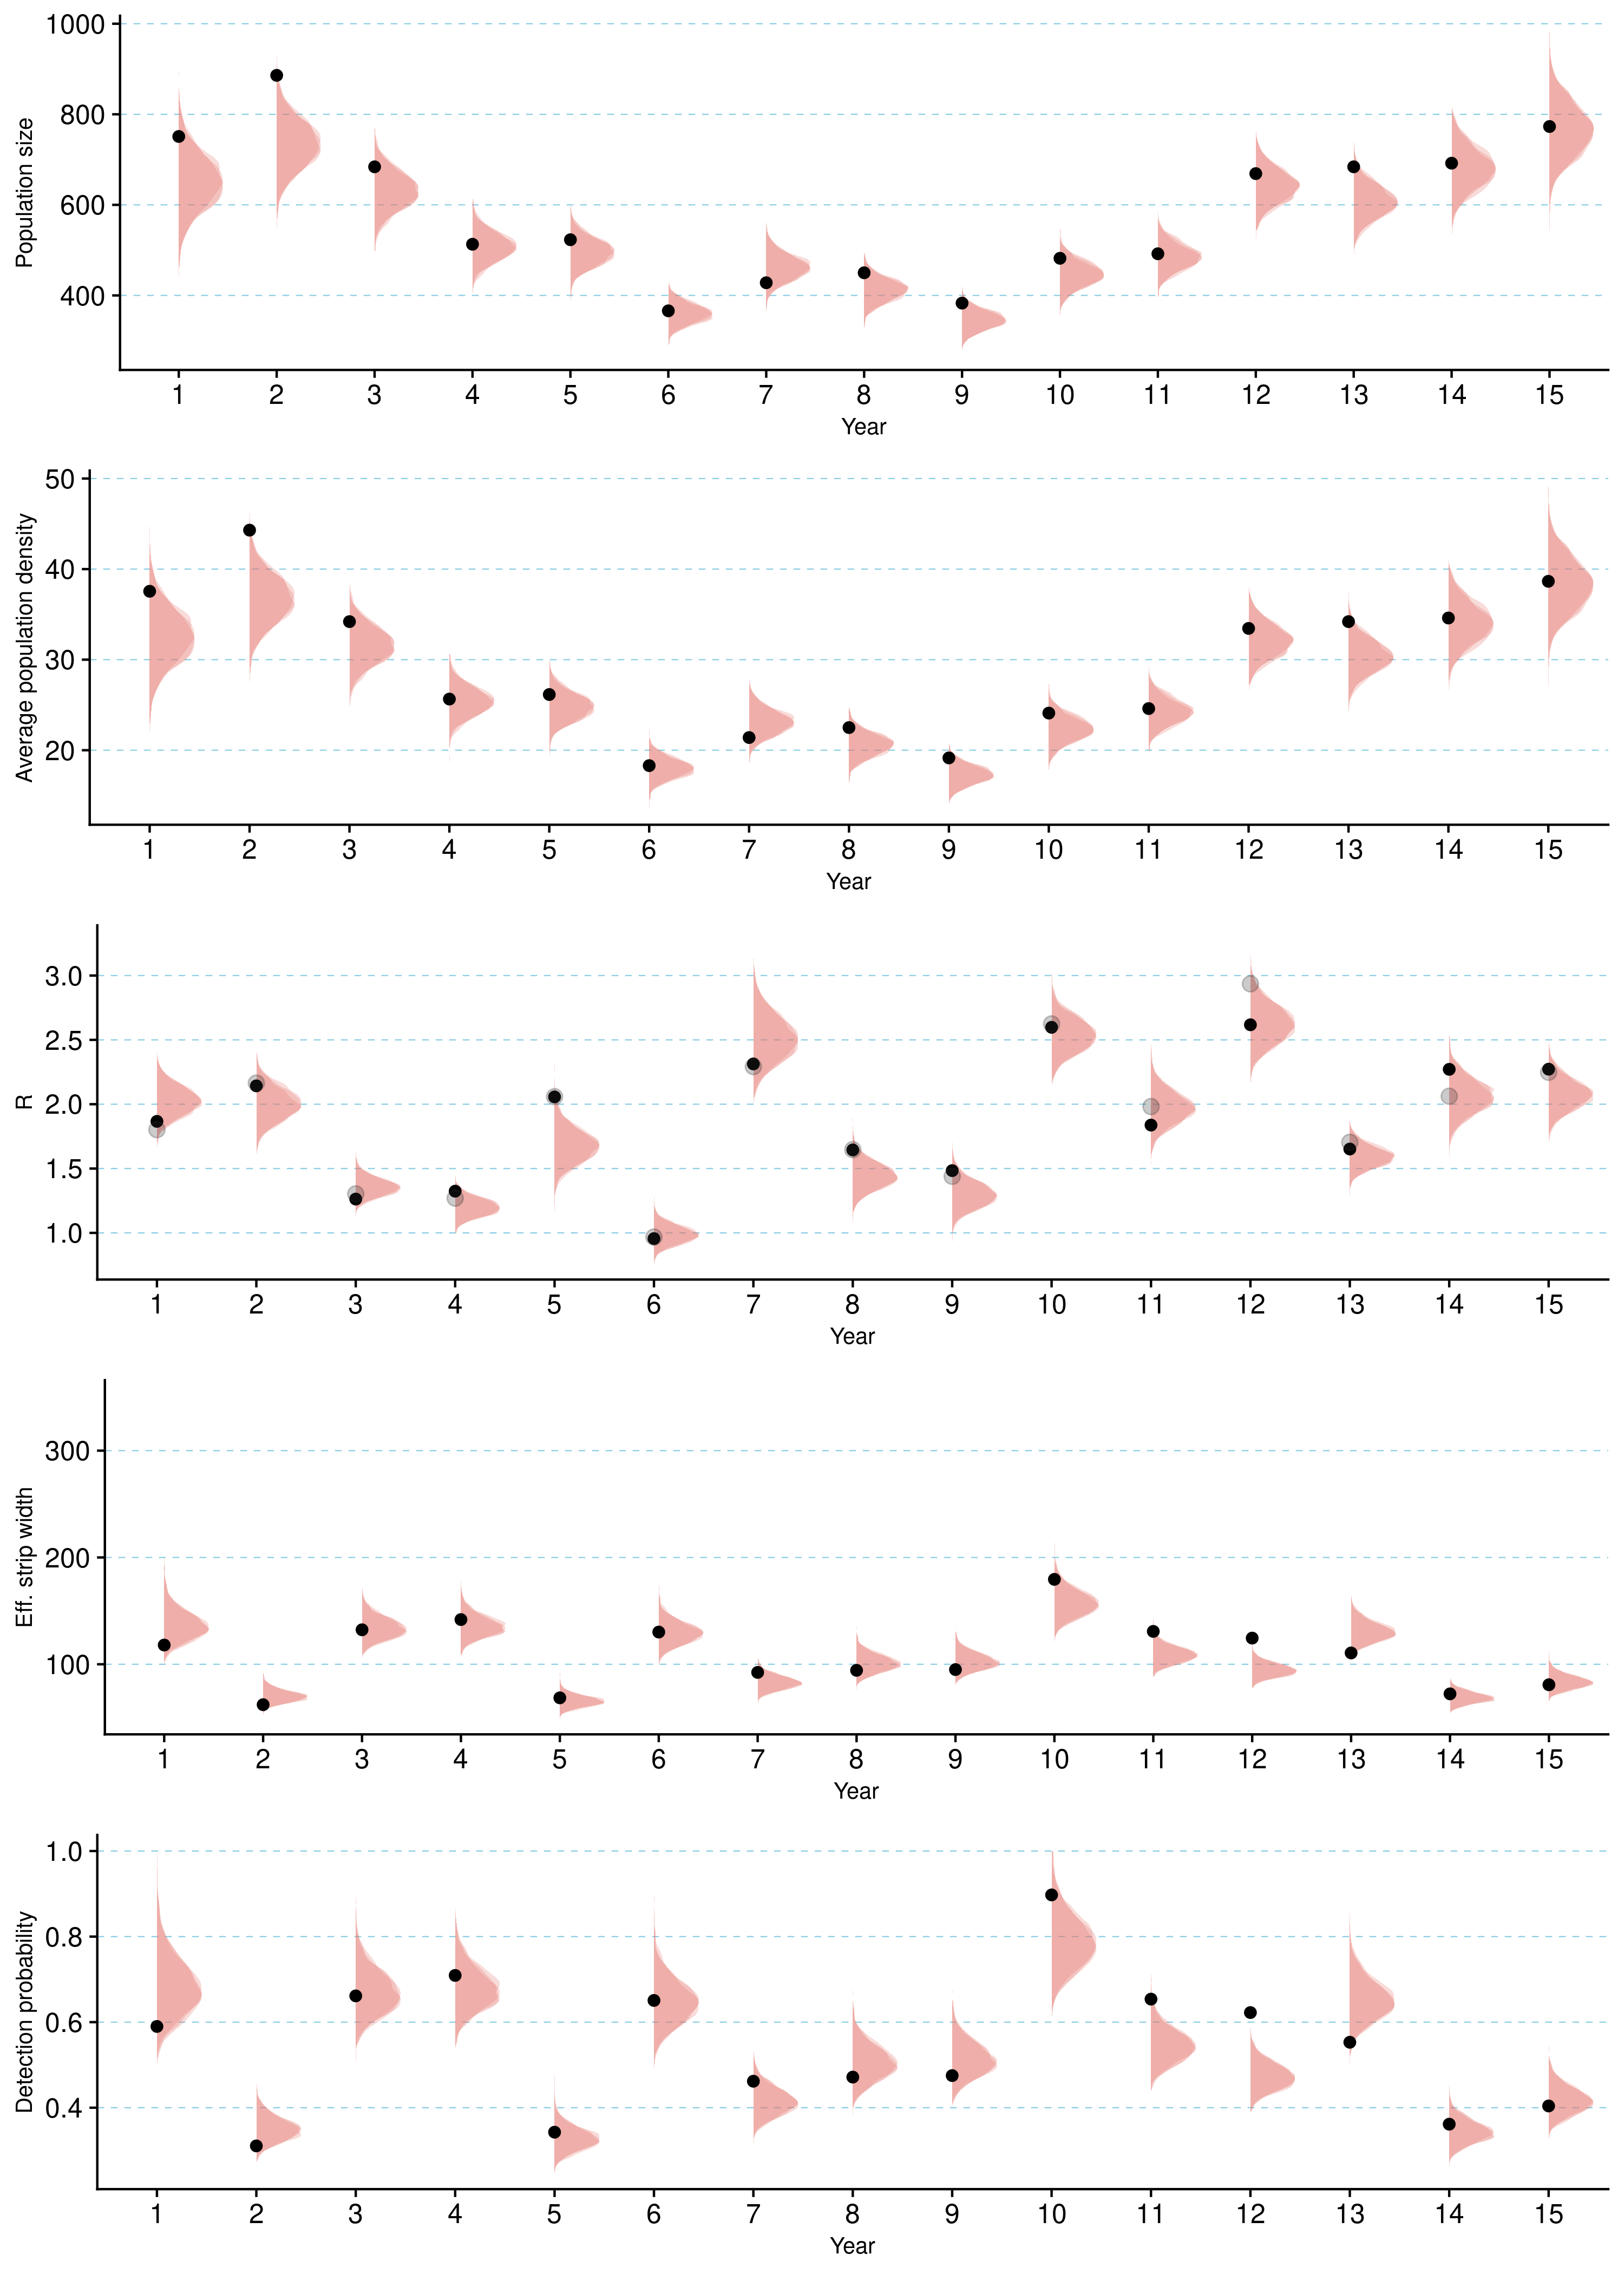 Population size
1000
800
600
400
1 2 3 4 5 6 7 8 9 10 11 12 13 14 15
Year
Average population density
50
40
30
20
1 2 3 4 5 6 7 8 9 10 11 12 13 14 15
Year
R
3.0
2.5
2.0
1.5
1.0
1 2 3 4 5 6 7 8 9 10 11 12 13 14 15
Year
Eff. strip width
300
200
100
1 2 3 4 5 6 7 8 9 10 11 12 13 14 15
Year
Detection probability
1.0
0.8
0.6
0.4
1 2 3 4 5 6 7 8 9 10 11 12 13 14 15
Year